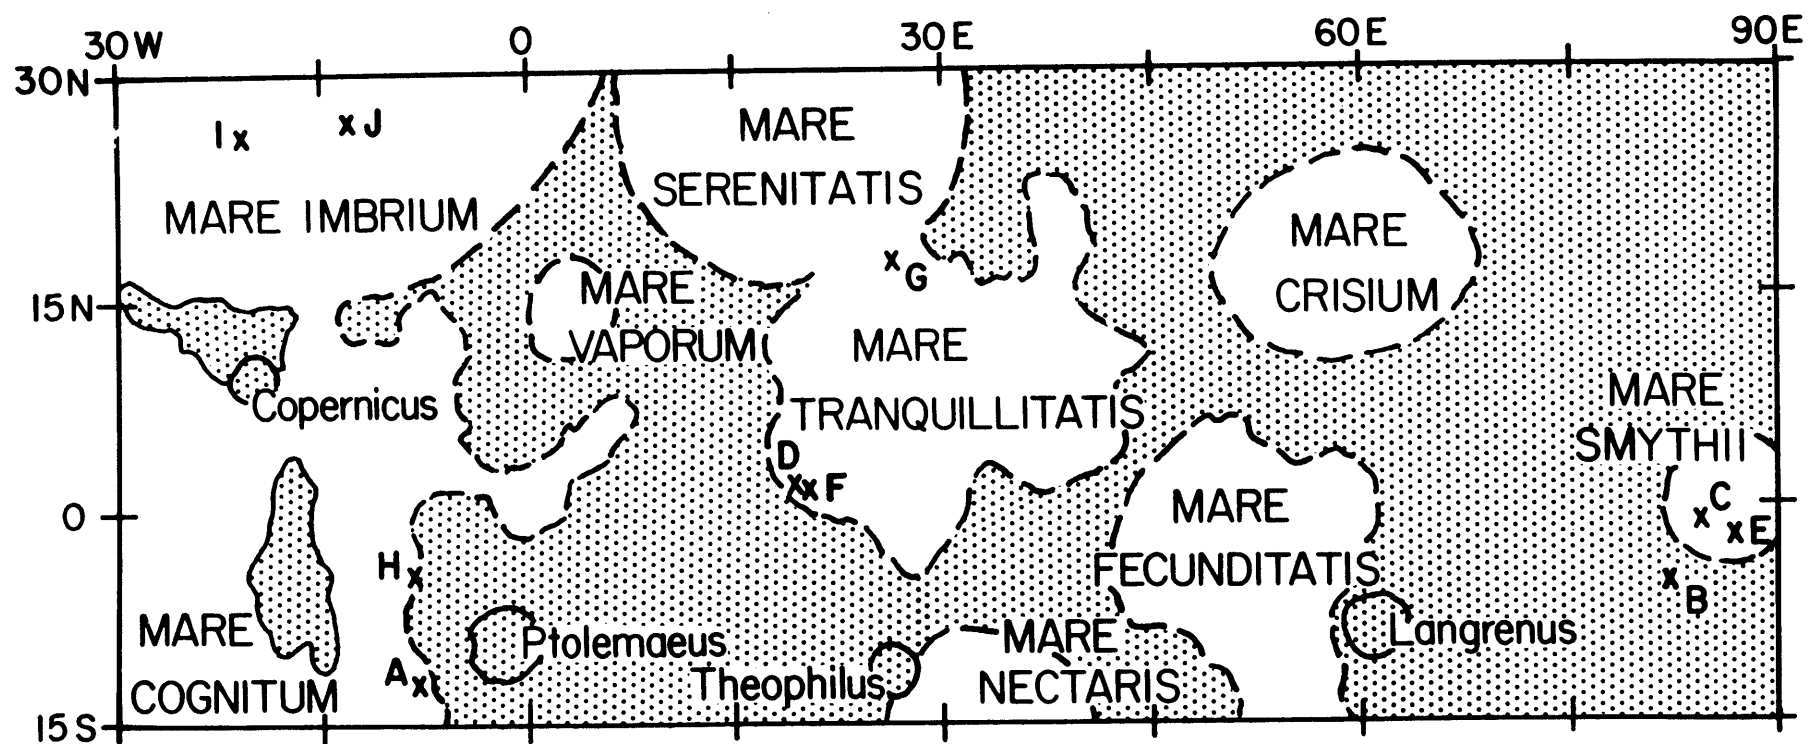 30W 0 30E 60E 90E
30N
I J
MARE
SERENITATIS
MARE IMBRIUM
MARE
CRISIUM
G
MARE
VAPORUM
15N
MARE
TRANQUILLITATIS
Copernicus
MARE
SMYTHII
D
F
MARE
FECUNDITATIS
C
E
0
H
B
MARE
COGNITUM
Ptolemaeus
A
Theophilus
MARE
NECTARIS
Langrenus
15S